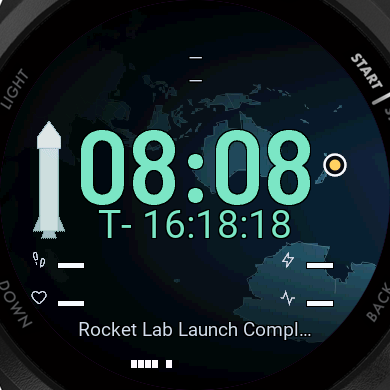 START
LIGHT
08:08
T- 16:18:18
DOWN
BACK
Rocket Lab Launch Compl...